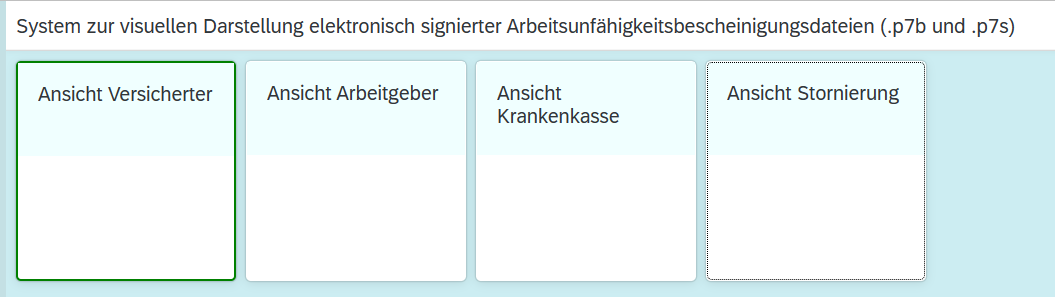 System zur visuellen Darstellung elektronisch signierter Arbeitsunfähigkeitsbescheinigungsdateien (.p7b und .p7s)
Ansicht Versicherter
Ansicht Arbeitgeber
Ansicht
Krankenkasse
Ansicht Stornierung